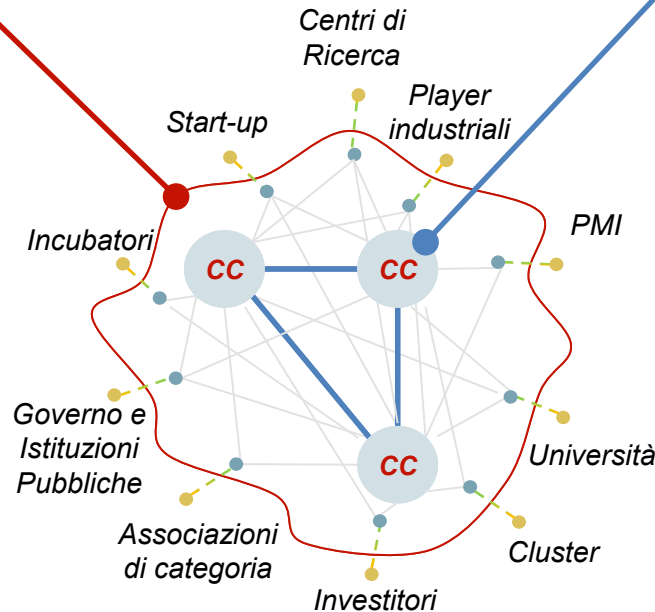 Centri di
Ricerca
Player
industriali
Start-up
PMI
Incubatori
CC
CC
Governo e
Istituzioni
Pubbliche
Università
CC
Associazioni
di categoria
Cluster
Investitori